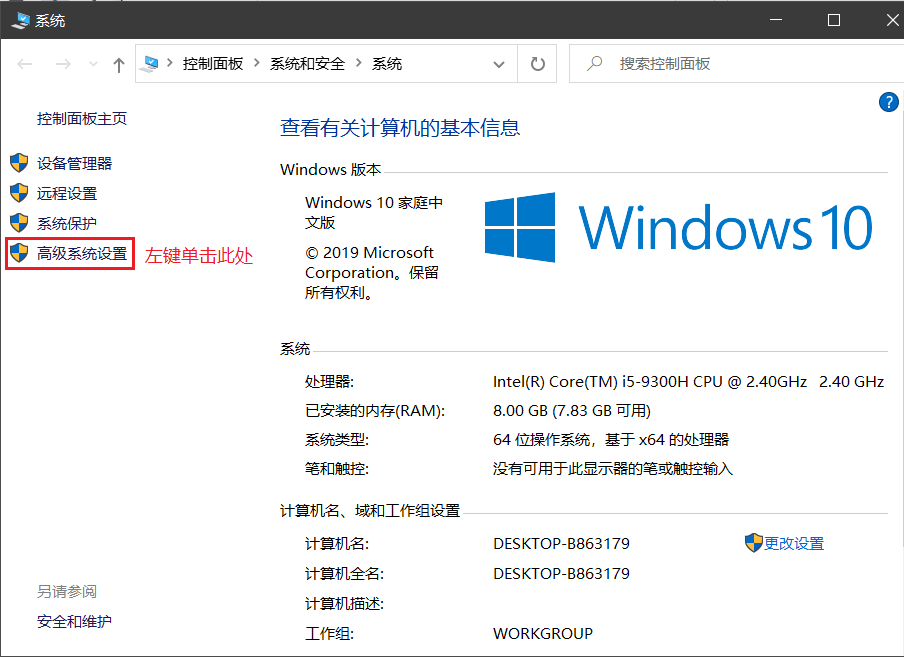 系统
控制面板 > 系统和安全 > 系统
搜索控制面板
?
控制面板主页
设备管理器
远程设置
系统保护
高级系统设置
左键单击此处
另请参阅
安全和维护
查看有关计算机的基本信息
Windows 版本
Windows 10 家庭中
文版
© 2019 Microsoft
Corporation。保留
所有权利。
Windows 10
系统
处理器: Intel(R) Core(TM) i5-9300H CPU @ 2.40GHz 2.40 GHz
已安装的内存(RAM): 8.00 GB (7.83 GB 可用)
系统类型: 64 位操作系统，基于 x64 的处理器
笔和触控: 没有可用于此显示器的笔或触控输入
计算机名、域和工作组设置
计算机名: DESKTOP-B863179 更改设置
计算机全名: DESKTOP-B863179
计算机描述:
工作组: WORKGROUP